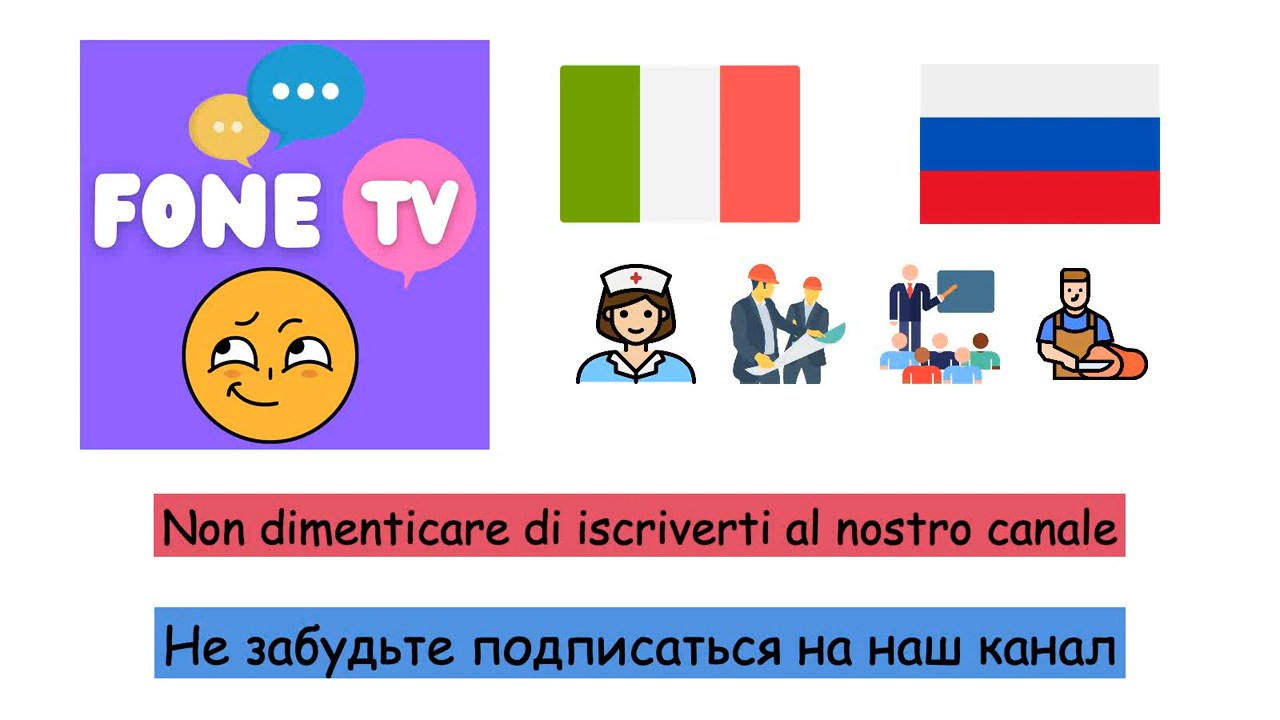 FONE TV
Non dimenticare di iscriverti al nostro canale
Не забудьте подписаться на наш канал